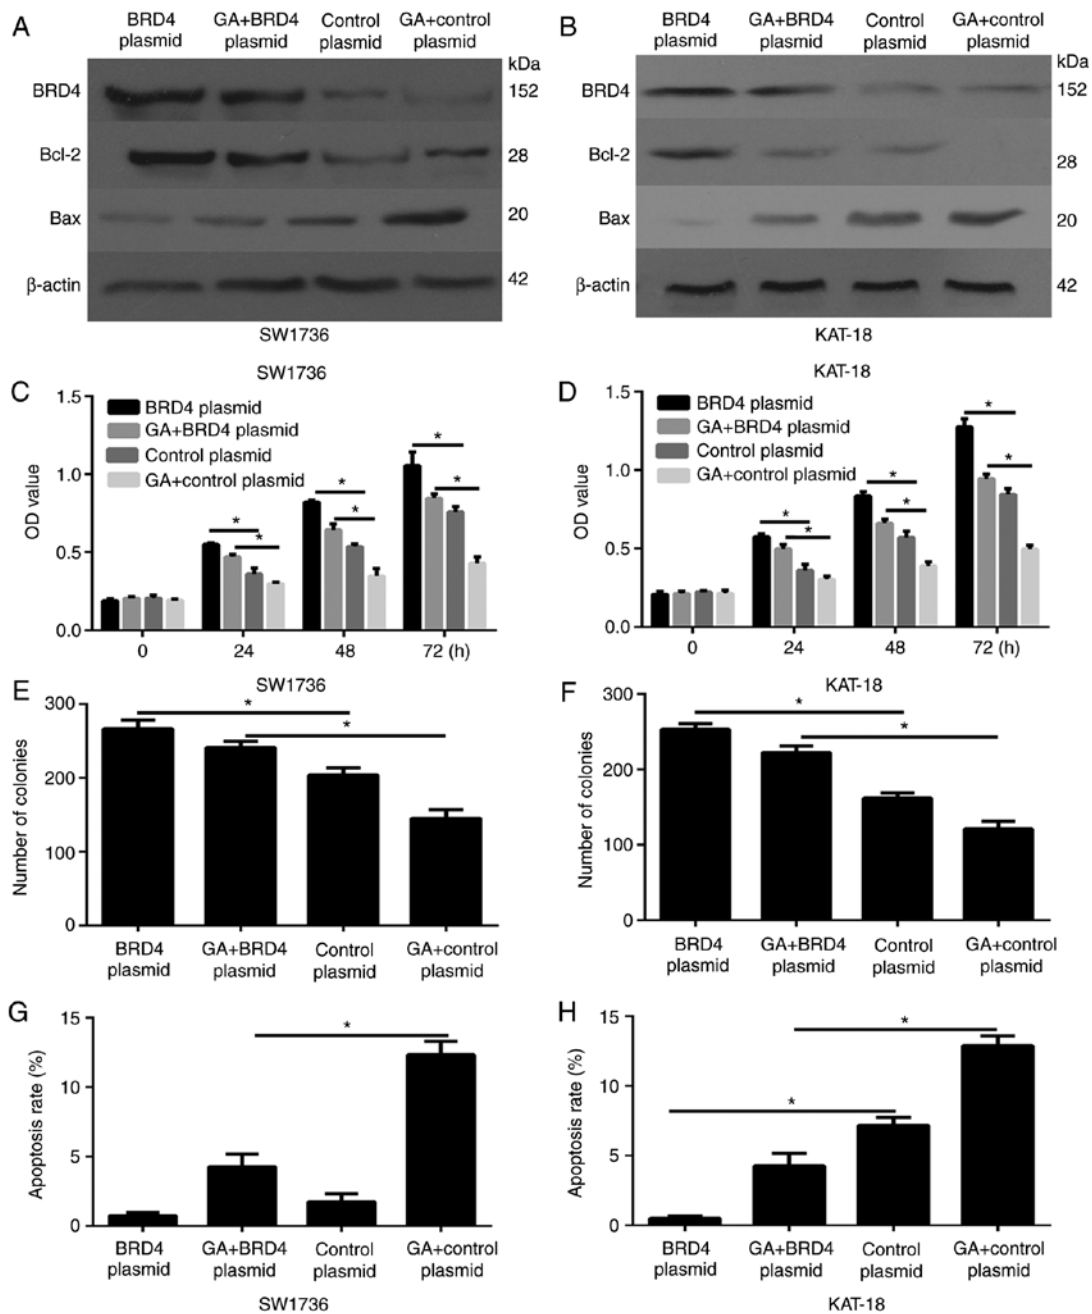 A
BRD4 plasmid
GA+BRD4 plasmid
Control plasmid
GA+control plasmid
kDa
BRD4
152
Bcl-2
28
Bax
20
β-actin
42
SW1736
B
BRD4 plasmid
GA+BRD4 plasmid
Control plasmid
GA+control plasmid
kDa
BRD4
152
Bcl-2
28
Bax
20
β-actin
42
KAT-18
C
SW1736
BRD4 plasmid
GA+BRD4 plasmid
Control plasmid
GA+control plasmid
OD value
1.5
1.0
0.5
0.0
* * * * * *
0 24 48 72 (h)
D
KAT-18
BRD4 plasmid
GA+BRD4 plasmid
Control plasmid
GA+control plasmid
OD value
1.5
1.0
0.5
0.0
* * * * * *
0 24 48 72 (h)
E
SW1736
Number of colonies
300
200
100
0
* *
BRD4 plasmid
GA+BRD4 plasmid
Control plasmid
GA+control plasmid
F
KAT-18
Number of colonies
300
200
100
0
* *
BRD4 plasmid
GA+BRD4 plasmid
Control plasmid
GA+control plasmid
G
Apoptosis rate (%)
15
10
5
0
*
BRD4 plasmid
GA+BRD4 plasmid
Control plasmid
GA+control plasmid
SW1736
H
Apoptosis rate (%)
15
10
5
0
* *
BRD4 plasmid
GA+BRD4 plasmid
Control plasmid
GA+control plasmid
KAT-18